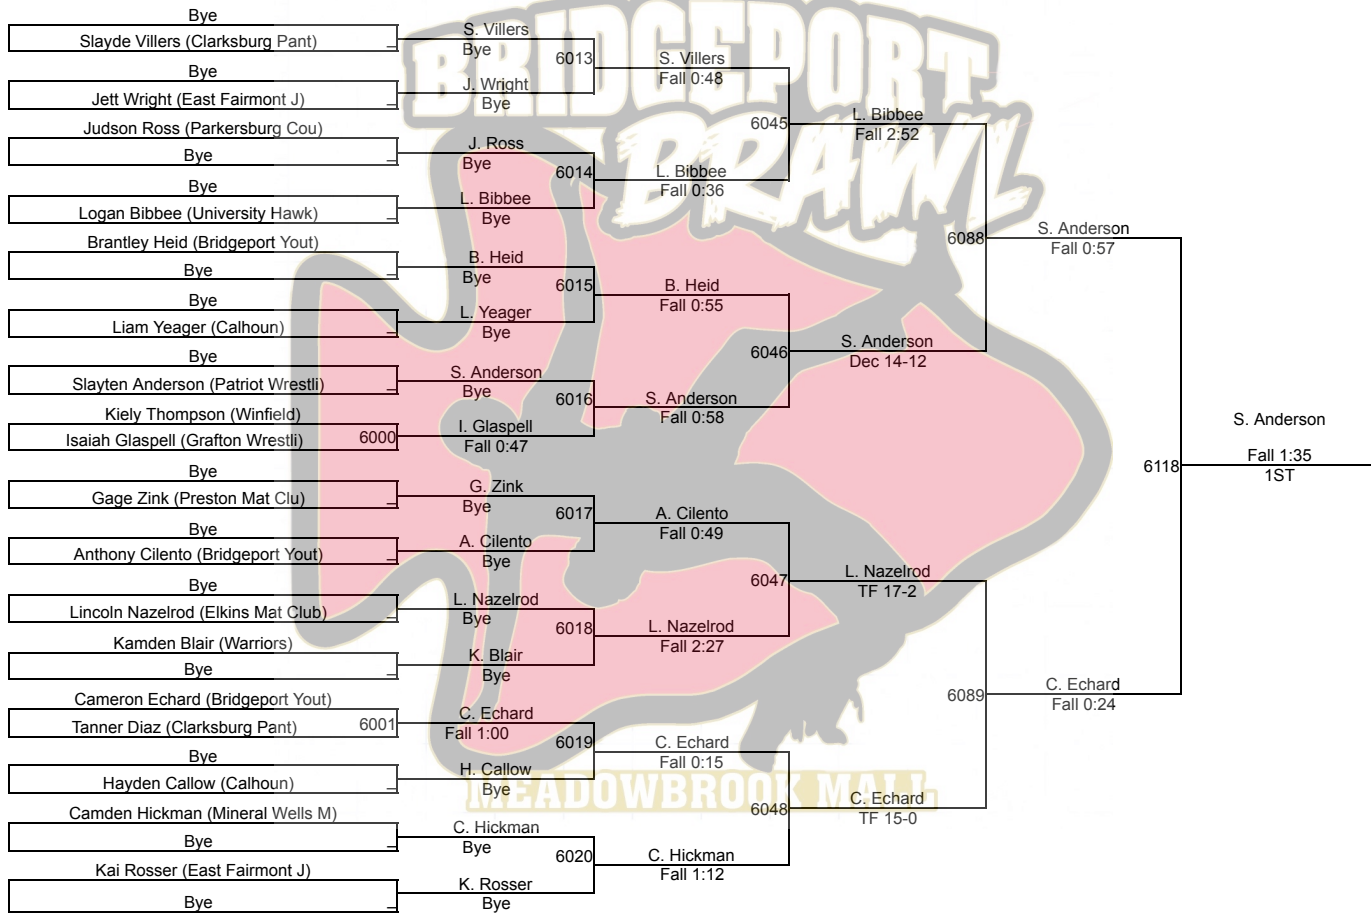 BRIDGEPORT
BRAWL
MEADOWBROOK MALL
Bye
Slayde Villers (Clarksburg Pant)
Bye
Jett Wright (East Fairmont J)
Judson Ross (Parkersburg Cou)
Bye
Bye
Logan Bibbee (University Hawk)
Brantley Heid (Bridgeport Yout)
Bye
Bye
Liam Yeager (Calhoun)
Bye
Slayten Anderson (Patriot Wrestli)
Kiely Thompson (Winfield)
Isaiah Glaspell (Grafton Wrestli)
6000
Bye
Gage Zink (Preston Mat Clu)
Bye
Anthony Cilento (Bridgeport Yout)
Bye
Lincoln Nazelrod (Elkins Mat Club)
Kamden Blair (Warriors)
Bye
Cameron Echard (Bridgeport Yout)
Tanner Diaz (Clarksburg Pant)
6001
Bye
Hayden Callow (Calhoun)
Camden Hickman (Mineral Wells M)
Bye
Kai Rosser (East Fairmont J)
Bye
S. Villers
Bye
6013
J. Wright
Bye
J. Ross
Bye
6014
L. Bibbee
Bye
B. Heid
Bye
6015
L. Yeager
Bye
S. Anderson
Bye
6016
I. Glaspell
Fall 0:47
G. Zink
Bye
6017
A. Cilento
Bye
L. Nazelrod
Bye
6018
K. Blair
Bye
C. Echard
Fall 1:00
6019
H. Callow
Bye
C. Hickman
Bye
6020
K. Rosser
Bye
S. Villers
Fall 0:48
6045
L. Bibbee
Fall 0:36
B. Heid
Fall 0:55
6046
S. Anderson
Fall 0:58
A. Cilento
Fall 0:49
6047
L. Nazelrod
Fall 2:27
C. Echard
Fall 0:15
6048
C. Hickman
Fall 1:12
L. Bibbee
Fall 2:52
6088
S. Anderson
Dec 14-12
L. Nazelrod
TF 17-2
6089
C. Echard
TF 15-0
S. Anderson
Fall 0:57
6118
C. Echard
Fall 0:24
S. Anderson
Fall 1:35
1ST